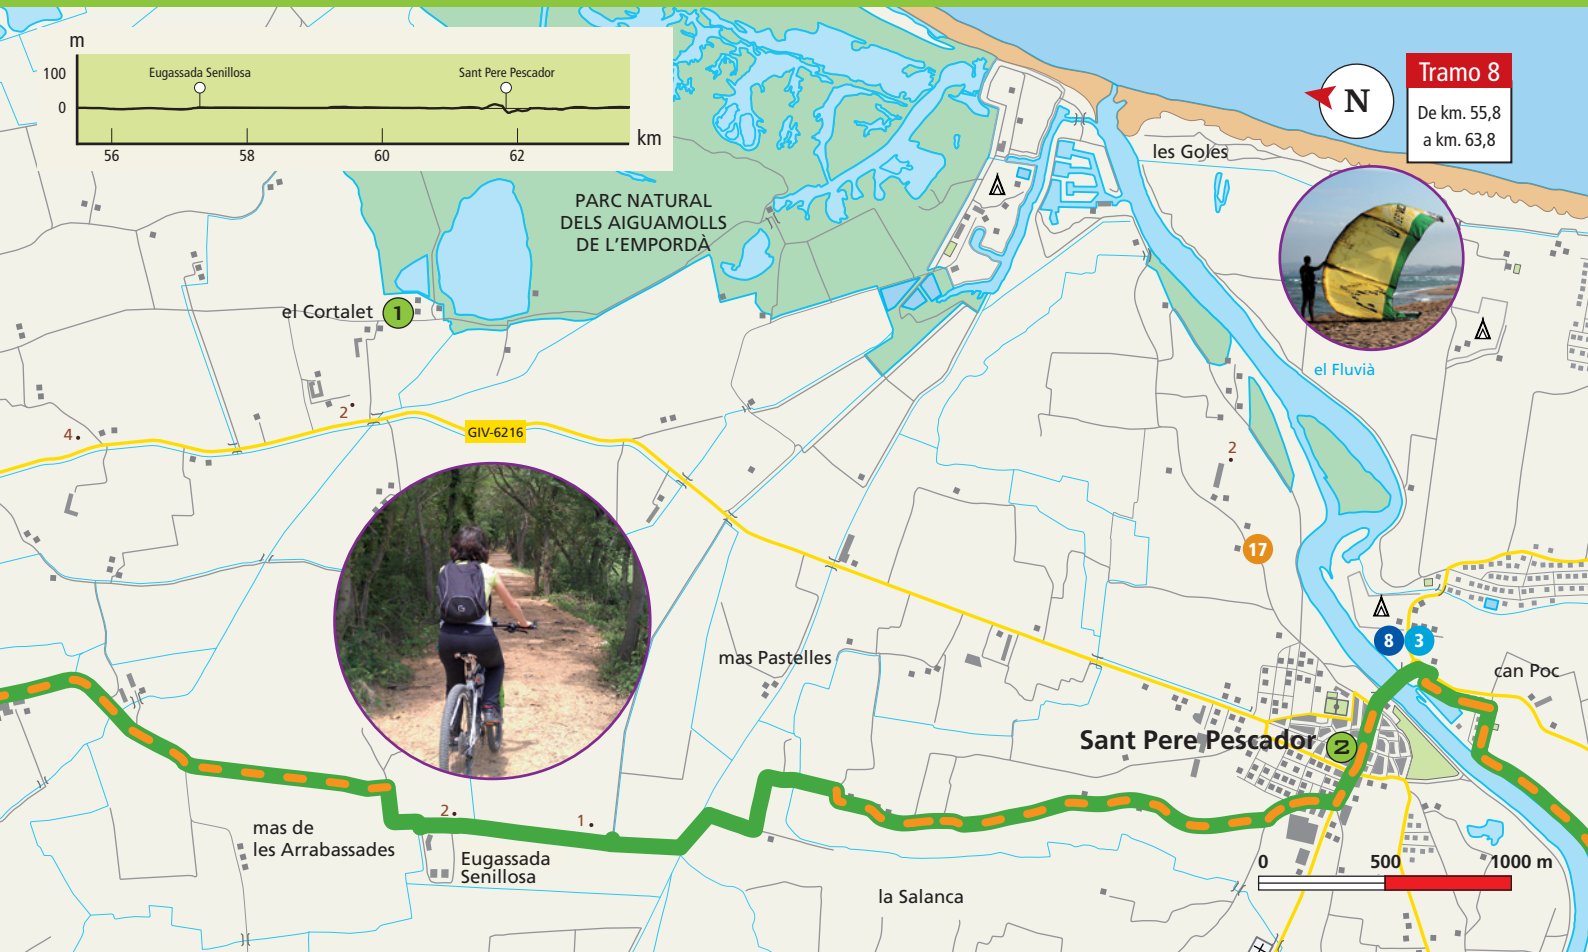 m
100
0
Eugassada Senillosa
Sant Pere Pescador
56
58
60
62
km
N
Tramo 8
De km. 55,8
a km. 63,8
les Goles
PARC NATURAL
DELS AIGUAMOLLS
DE L'EMPORDÀ
el Cortalet
1
el Fluvià
2
4
GIV-6216
2
17
8
3
mas Pastelles
can Poc
Sant Pere Pescador
2
2
1
mas de
les Arrabassades
Eugassada
Senillosa
la Salanca
0
500
1000 m